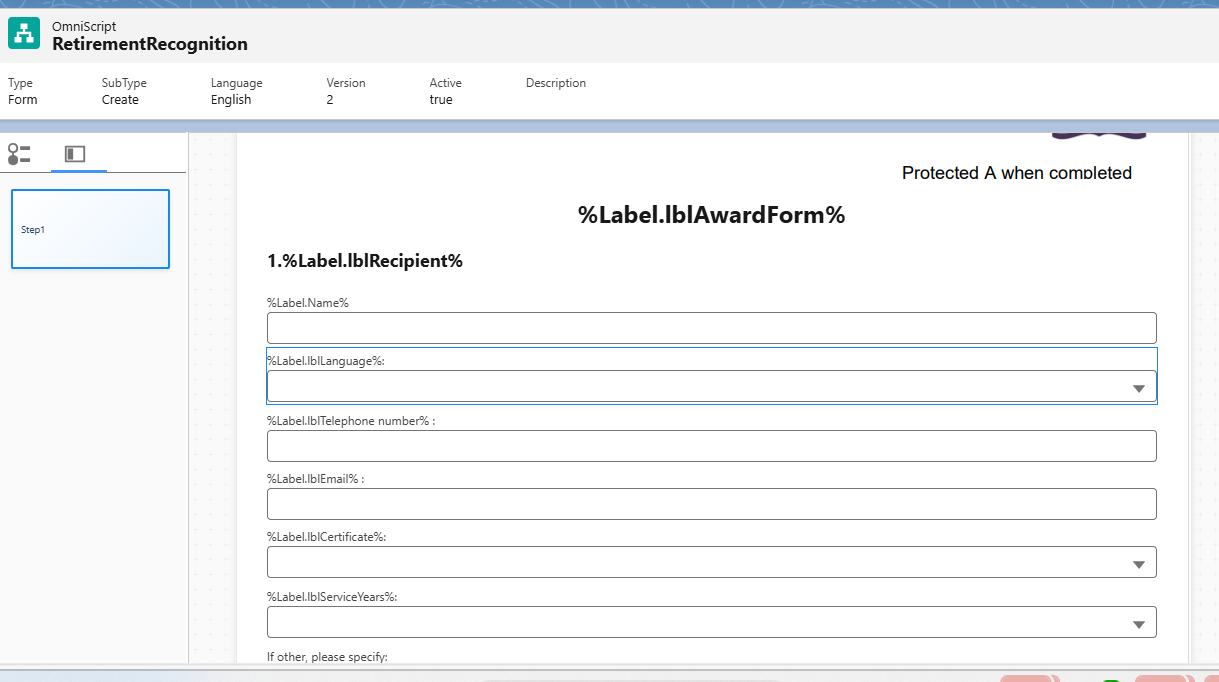 OmniScript
RetirementRecognition
Type SubType Language Version Active Description
Form Create English 2 true
Step1
Protected A when completed
%Label.lblAwardForm%
1.%Label.lblRecipient%
%Label.Name%
%Label.lblLanguage%:
%Label.lblTelephone number% :
%Label.lblEmail% :
%Label.lblCertificate%:
%Label.lblServiceYears%:
If other, please specify: